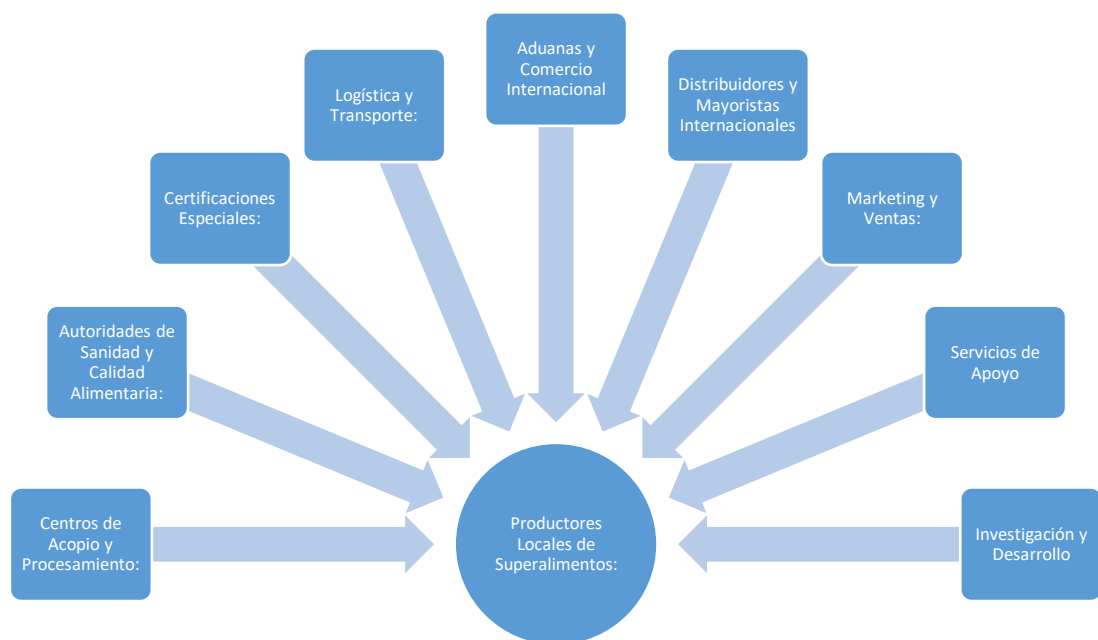 Aduanas y
Comercio
Internacional
Logística y
Transporte:
Distribuidores y
Mayoristas
Internacionales
Certificaciones
Especiales:
Marketing y
Ventas:
Autoridades de
Sanidad y
Calidad
Alimentaria:
Servicios de
Apoyo
Centros de
Acopio y
Procesamiento:
Productores
Locales de
Superalimentos:
Investigación y
Desarrollo